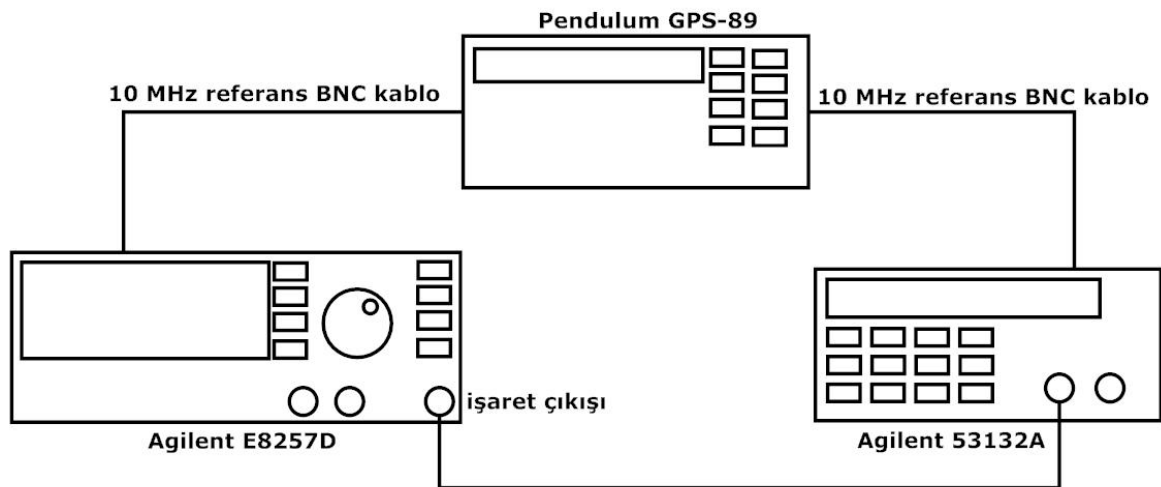 Pendulum GPS-89
10 MHz referans BNC kablo
10 MHz referans BNC kablo
işaret çıkışı
Agilent E8257D
Agilent 53132A